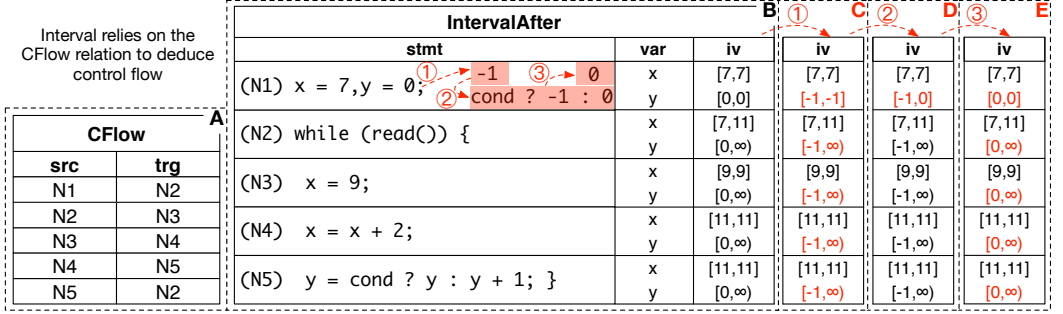 Interval relies on the
CFlow relation to deduce
control flow
A
CFlow
src trg
N1 N2
N2 N3
N3 N4
N4 N5
N5 N2
B ① C ② D ③ E
IntervalAfter
stmt var iv iv iv iv
(N1) x = 7,y = 0; ① -1 ③ 0 x [7,7] [7,7] [7,7] [7,7]
② cond ? -1 : 0 y [0,0] [-1,-1] [-1,0] [0,0]
(N2) while (read()) { x [7,11] [7,11] [7,11] [7,11]
y [0,∞) [-1,∞) [-1,∞) [0,∞)
(N3) x = 9; x [9,9] [9,9] [9,9] [9,9]
y [0,∞) [-1,∞) [-1,∞) [0,∞)
(N4) x = x + 2; x [11,11] [11,11] [11,11] [11,11]
y [0,∞) [-1,∞) [-1,∞) [0,∞)
(N5) y = cond ? y : y + 1; } x [11,11] [11,11] [11,11] [11,11]
y [0,∞) [-1,∞) [-1,∞) [0,∞)